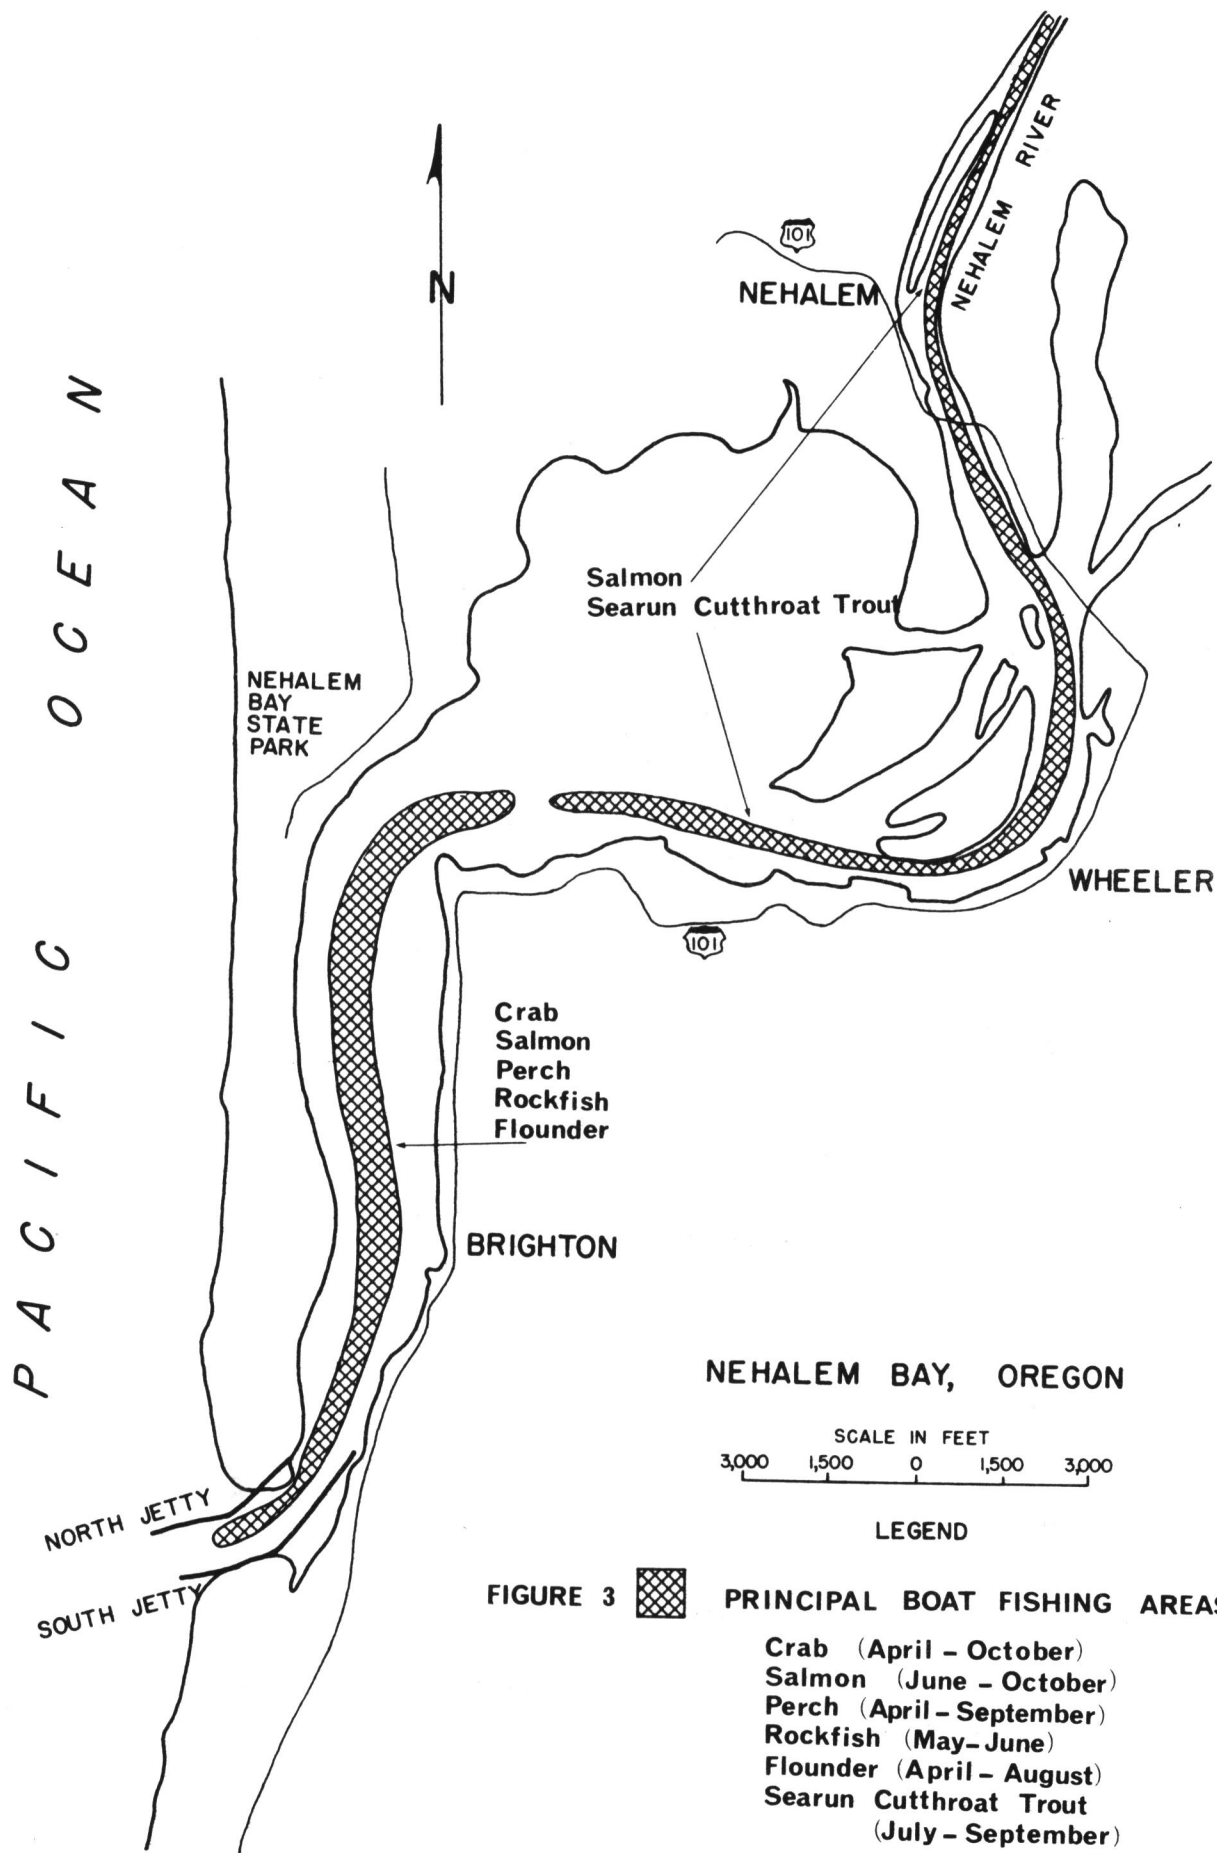 101
NEHALEM
NEHALEM RIVER
N
PACIFIC OCEAN
Salmon
Searun Cutthroat Trout
NEHALEM
BAY
STATE
PARK
WHEELER
101
Crab
Salmon
Perch
Rockfish
Flounder
BRIGHTON
NEHALEM BAY, OREGON
SCALE IN FEET
3,000 1,500 0 1,500 3,000
NORTH JETTY
SOUTH JETTY
LEGEND
FIGURE 3 PRINCIPAL BOAT FISHING AREAS
Crab (April – October)
Salmon (June – October)
Perch (April – September)
Rockfish (May – June)
Flounder (April – August)
Searun Cutthroat Trout
(July – September)